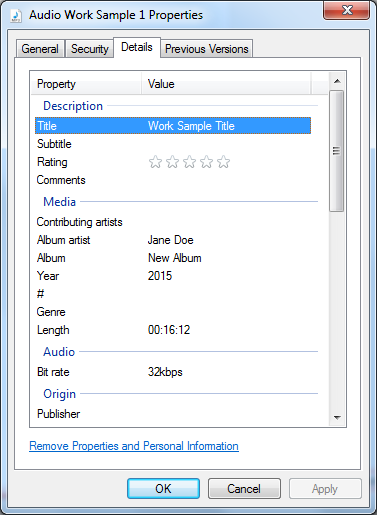 Audio Work Sample 1 Properties
General Security Details Previous Versions
Property Value
Description
Title Work Sample Title
Subtitle
Rating
Comments
Media
Contributing artists
Album artist Jane Doe
Album New Album
Year 2015
#
Genre
Length 00:16:12
Audio
Bit rate 32kbps
Origin
Publisher
Remove Properties and Personal Information
OK Cancel Apply